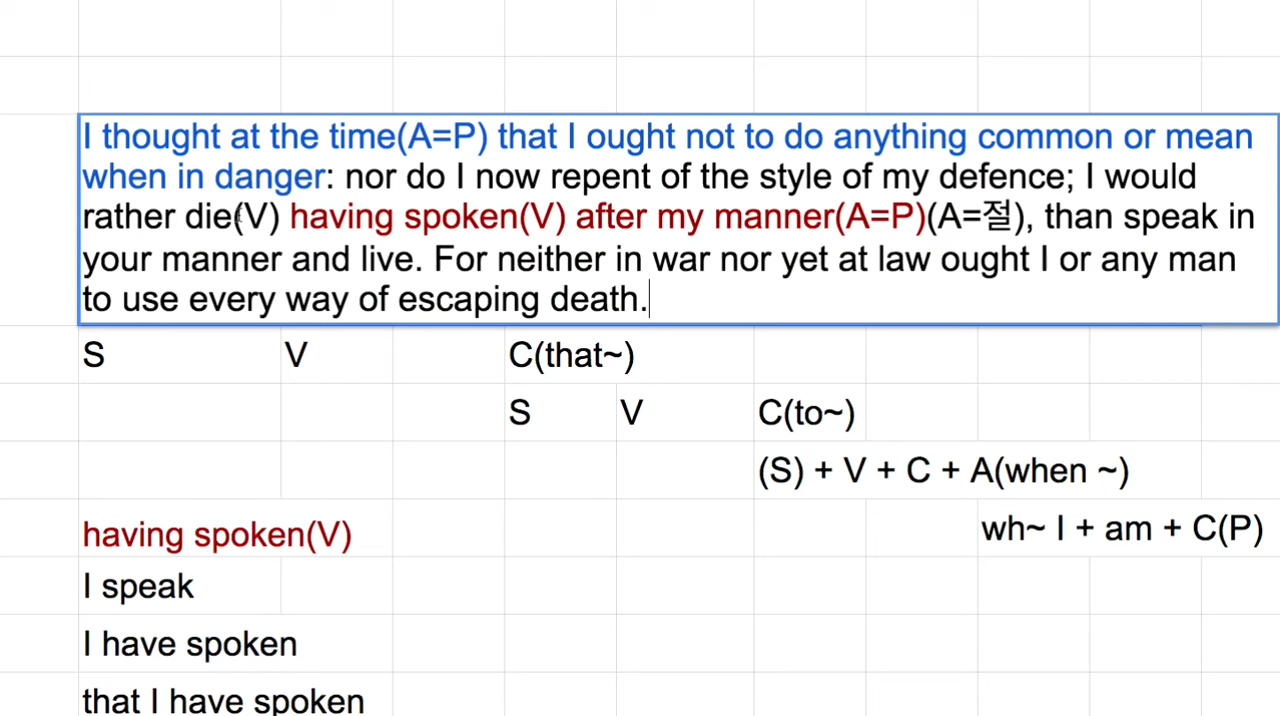 I thought at the time(A=P) that I ought not to do anything common or mean
when in danger: nor do I now repent of the style of my defence; I would
rather die(V) having spoken(V) after my manner(A=P)(A=절), than speak in
your manner and live. For neither in war nor yet at law ought I or any man
to use every way of escaping death.
S V C(that~)
S V C(to~)
(S) + V + C + A(when ~)
wh~ I + am + C(P)
having spoken(V)
I speak
I have spoken
that I have spoken